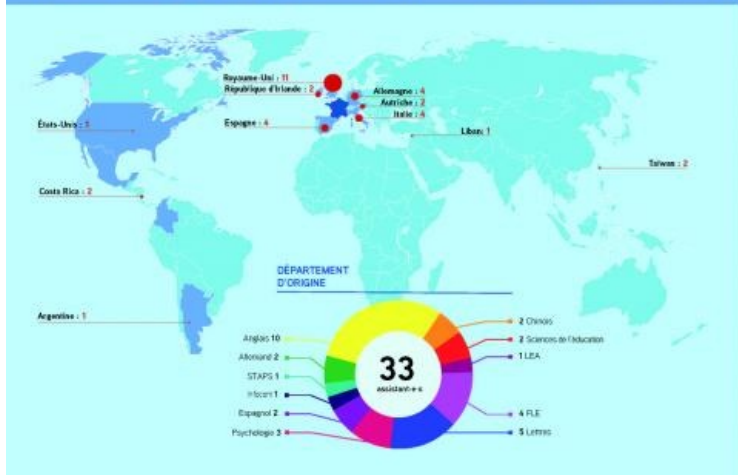 Royaume-Uni : 11
République d'Irlande : 2
Allemagne : 4
Autriche : 2
Italie : 4
États-Unis :
Espagne : 4
Liban: 1
Taïwan : 2
Costa Rica : 2
DÉPARTEMENT
D'ORIGINE
Argentine : 1
Anglais 10
Allemand 2
STAPS 1
Infocom 1
Espagnol 2
Psychologie 3
33
assistant·e·s
2 Chinois
2 Sciences de l'éducation
1 LEA
4 FLE
5 Lettres